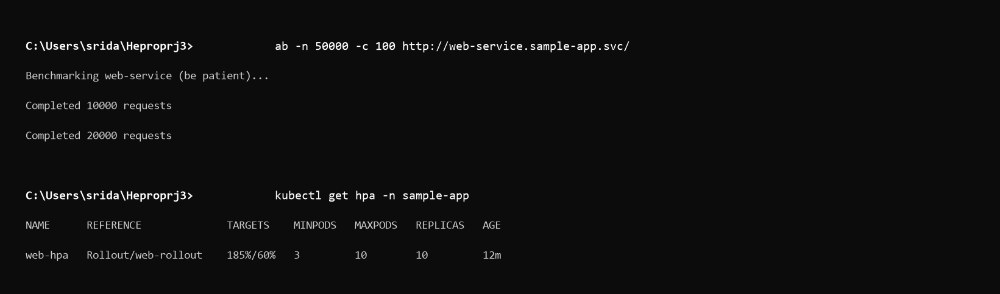 C:\Users\srida\Heproprj3> ab -n 50000 -c 100 http://web-service.sample-app.svc/
Benchmarking web-service (be patient)...
Completed 10000 requests
Completed 20000 requests
C:\Users\srida\Heproprj3> kubectl get hpa -n sample-app
NAME REFERENCE TARGETS MINPODS MAXPODS REPLICAS AGE
web-hpa Rollout/web-rollout 185%/60% 3 10 10 12m